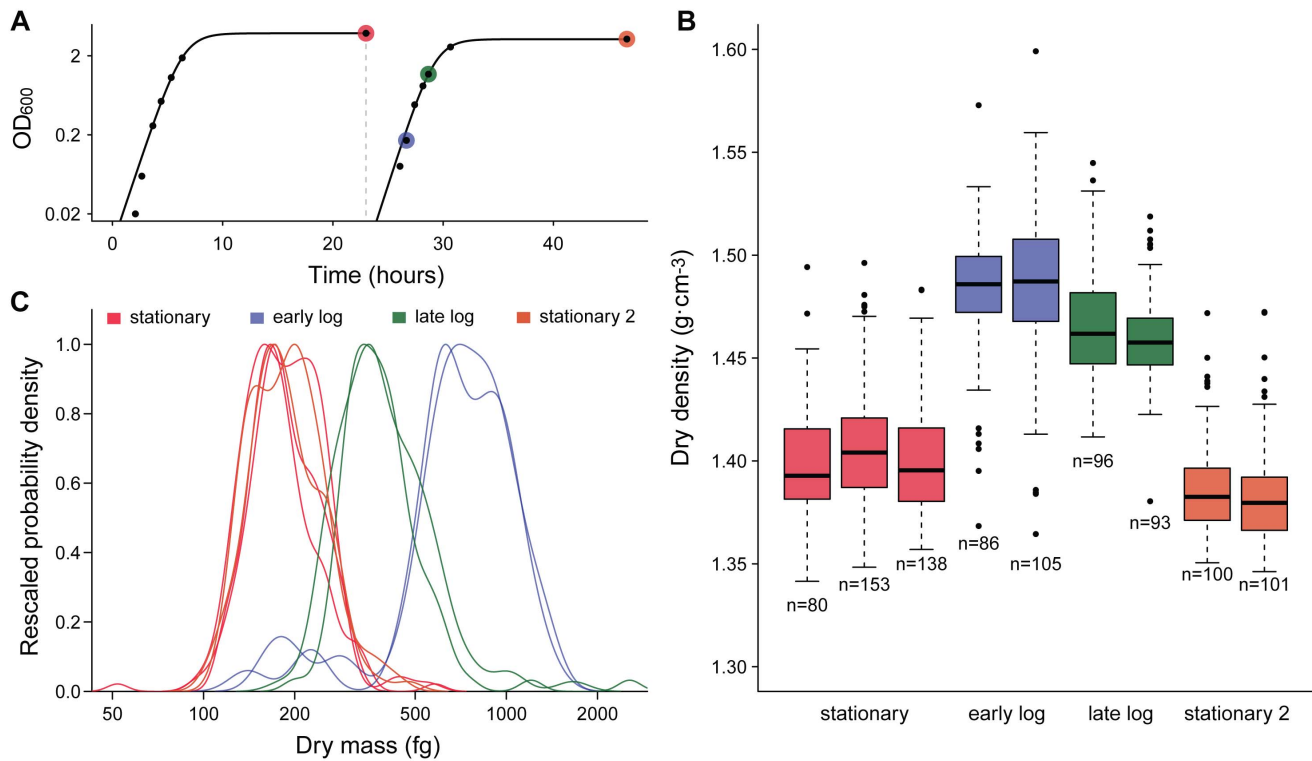 A
OD600
2
0.2
0.02
0 10 20 30 40
Time (hours)
B
Dry density (g·cm-3)
1.60
1.55
1.50
1.45
1.40
1.35
1.30
n=80
n=153
n=138
n=86
n=105
n=96
n=93
n=100
n=101
stationary early log late log stationary 2
C
stationary early log late log stationary 2
Rescaled probability density
1.0
0.8
0.6
0.4
0.2
0.0
50 100 200 500 1000 2000
Dry mass (fg)